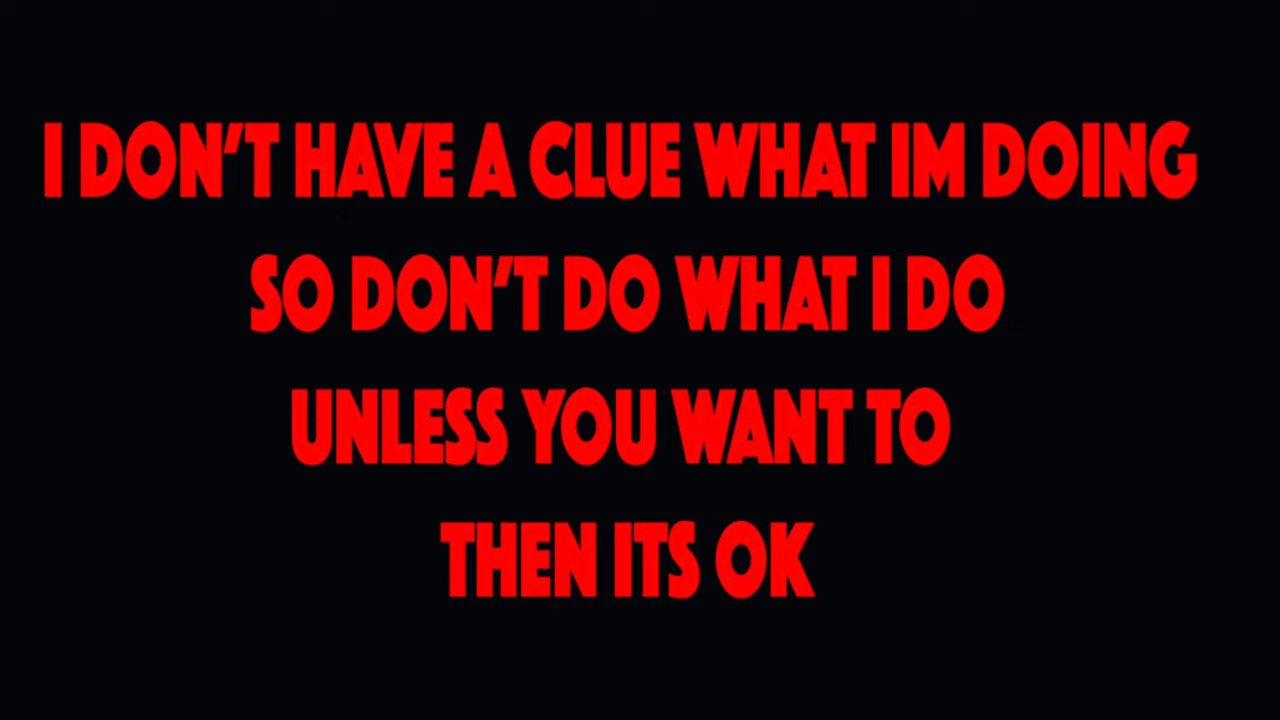 I DON'T HAVE A CLUE WHAT IM DOING
SO DON'T DO WHAT I DO
UNLESS YOU WANT TO
THEN ITS OK